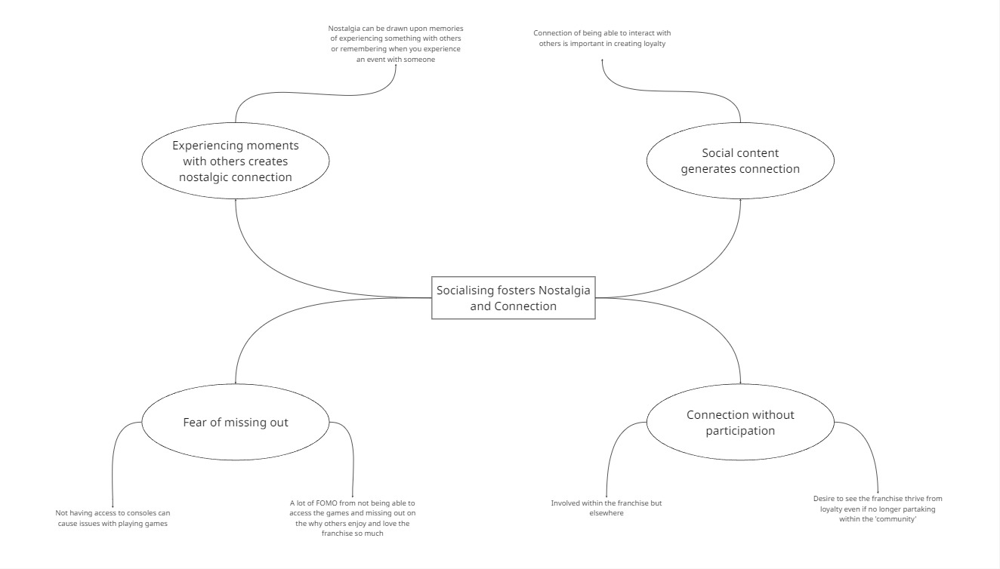 Nostalgia can be drawn upon memories
of experiencing something with others
or remembering when you experience
an event with someone
Connection of being able to interact with
others is important in creating loyalty
Experiencing moments
with others creates
nostalgic connection
Social content
generates connection
Socialising fosters Nostalgia
and Connection
Fear of missing out
Connection without
participation
Not having access to consoles can
cause issues with playing games
A lot of FOMO from not being able to
access the games and missing out on
the why others enjoy and love the
franchise so much
Involved within the franchise but
elsewhere
Desire to see the franchise thrive from
loyalty even if no longer partaking
within the 'community'